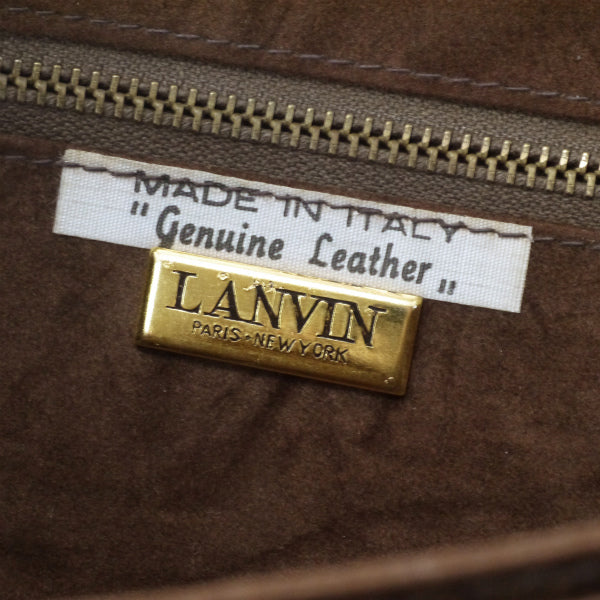 MADE IN ITALY
"Genuine Leather"
LANVIN
PARIS·NEW YORK